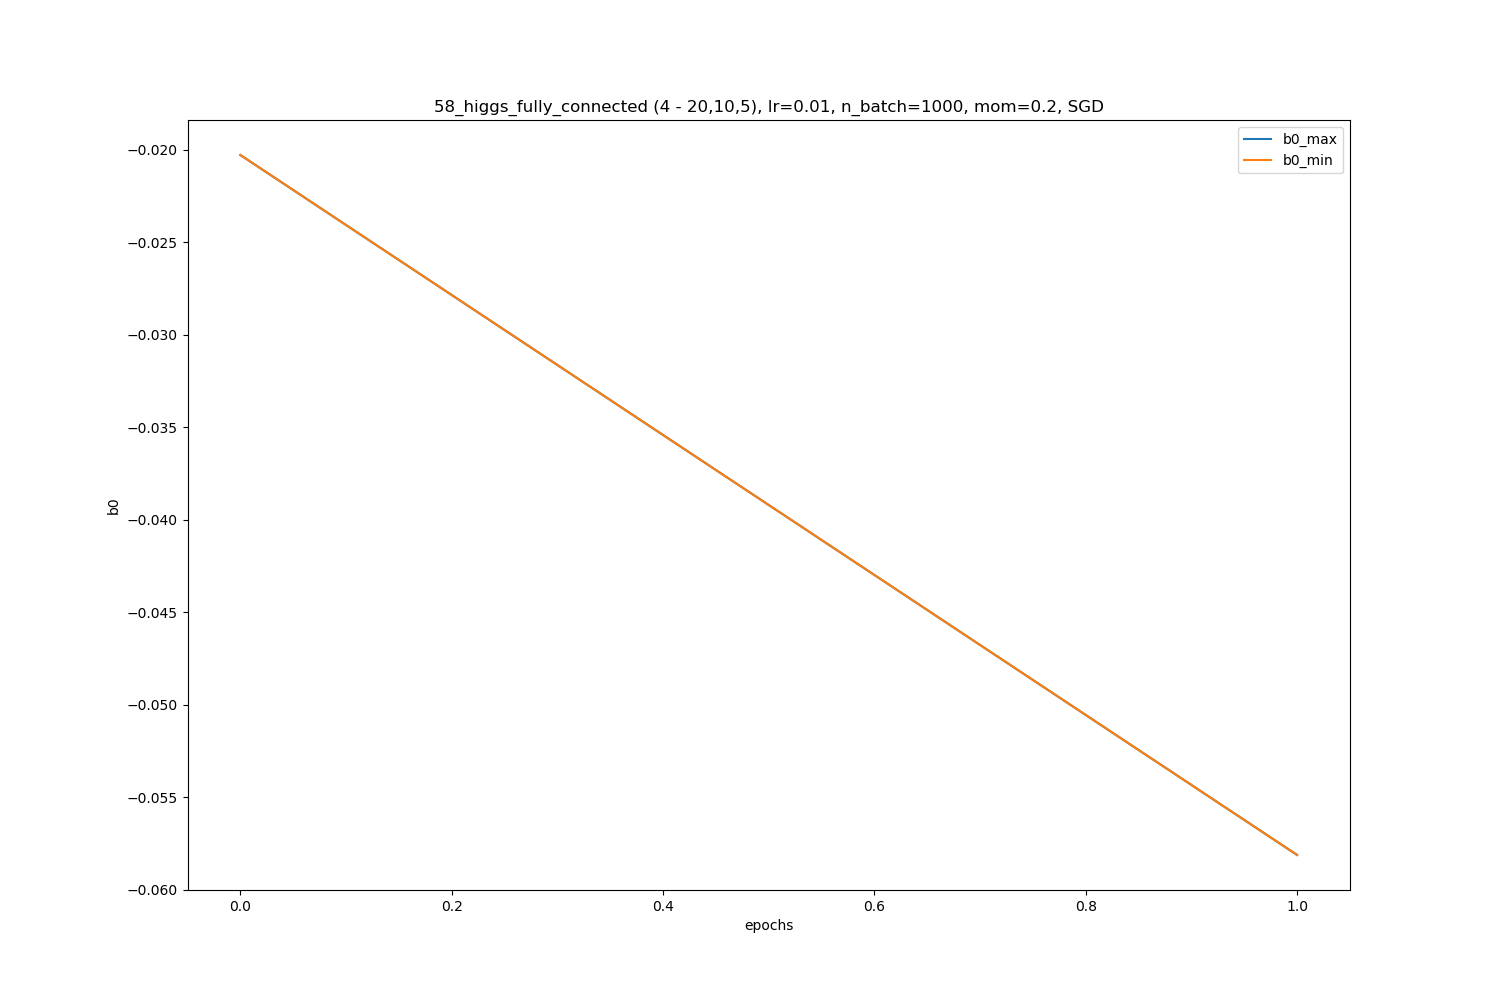 58_higgs_fully_connected (4 - 20,10,5), lr=0.01, n_batch=1000, mom=0.2, SGD
b0_max
b0_min
−0.020
−0.025
−0.030
−0.035
−0.040
−0.045
−0.050
−0.055
−0.060
b0
0.0 0.2 0.4 0.6 0.8 1.0
epochs